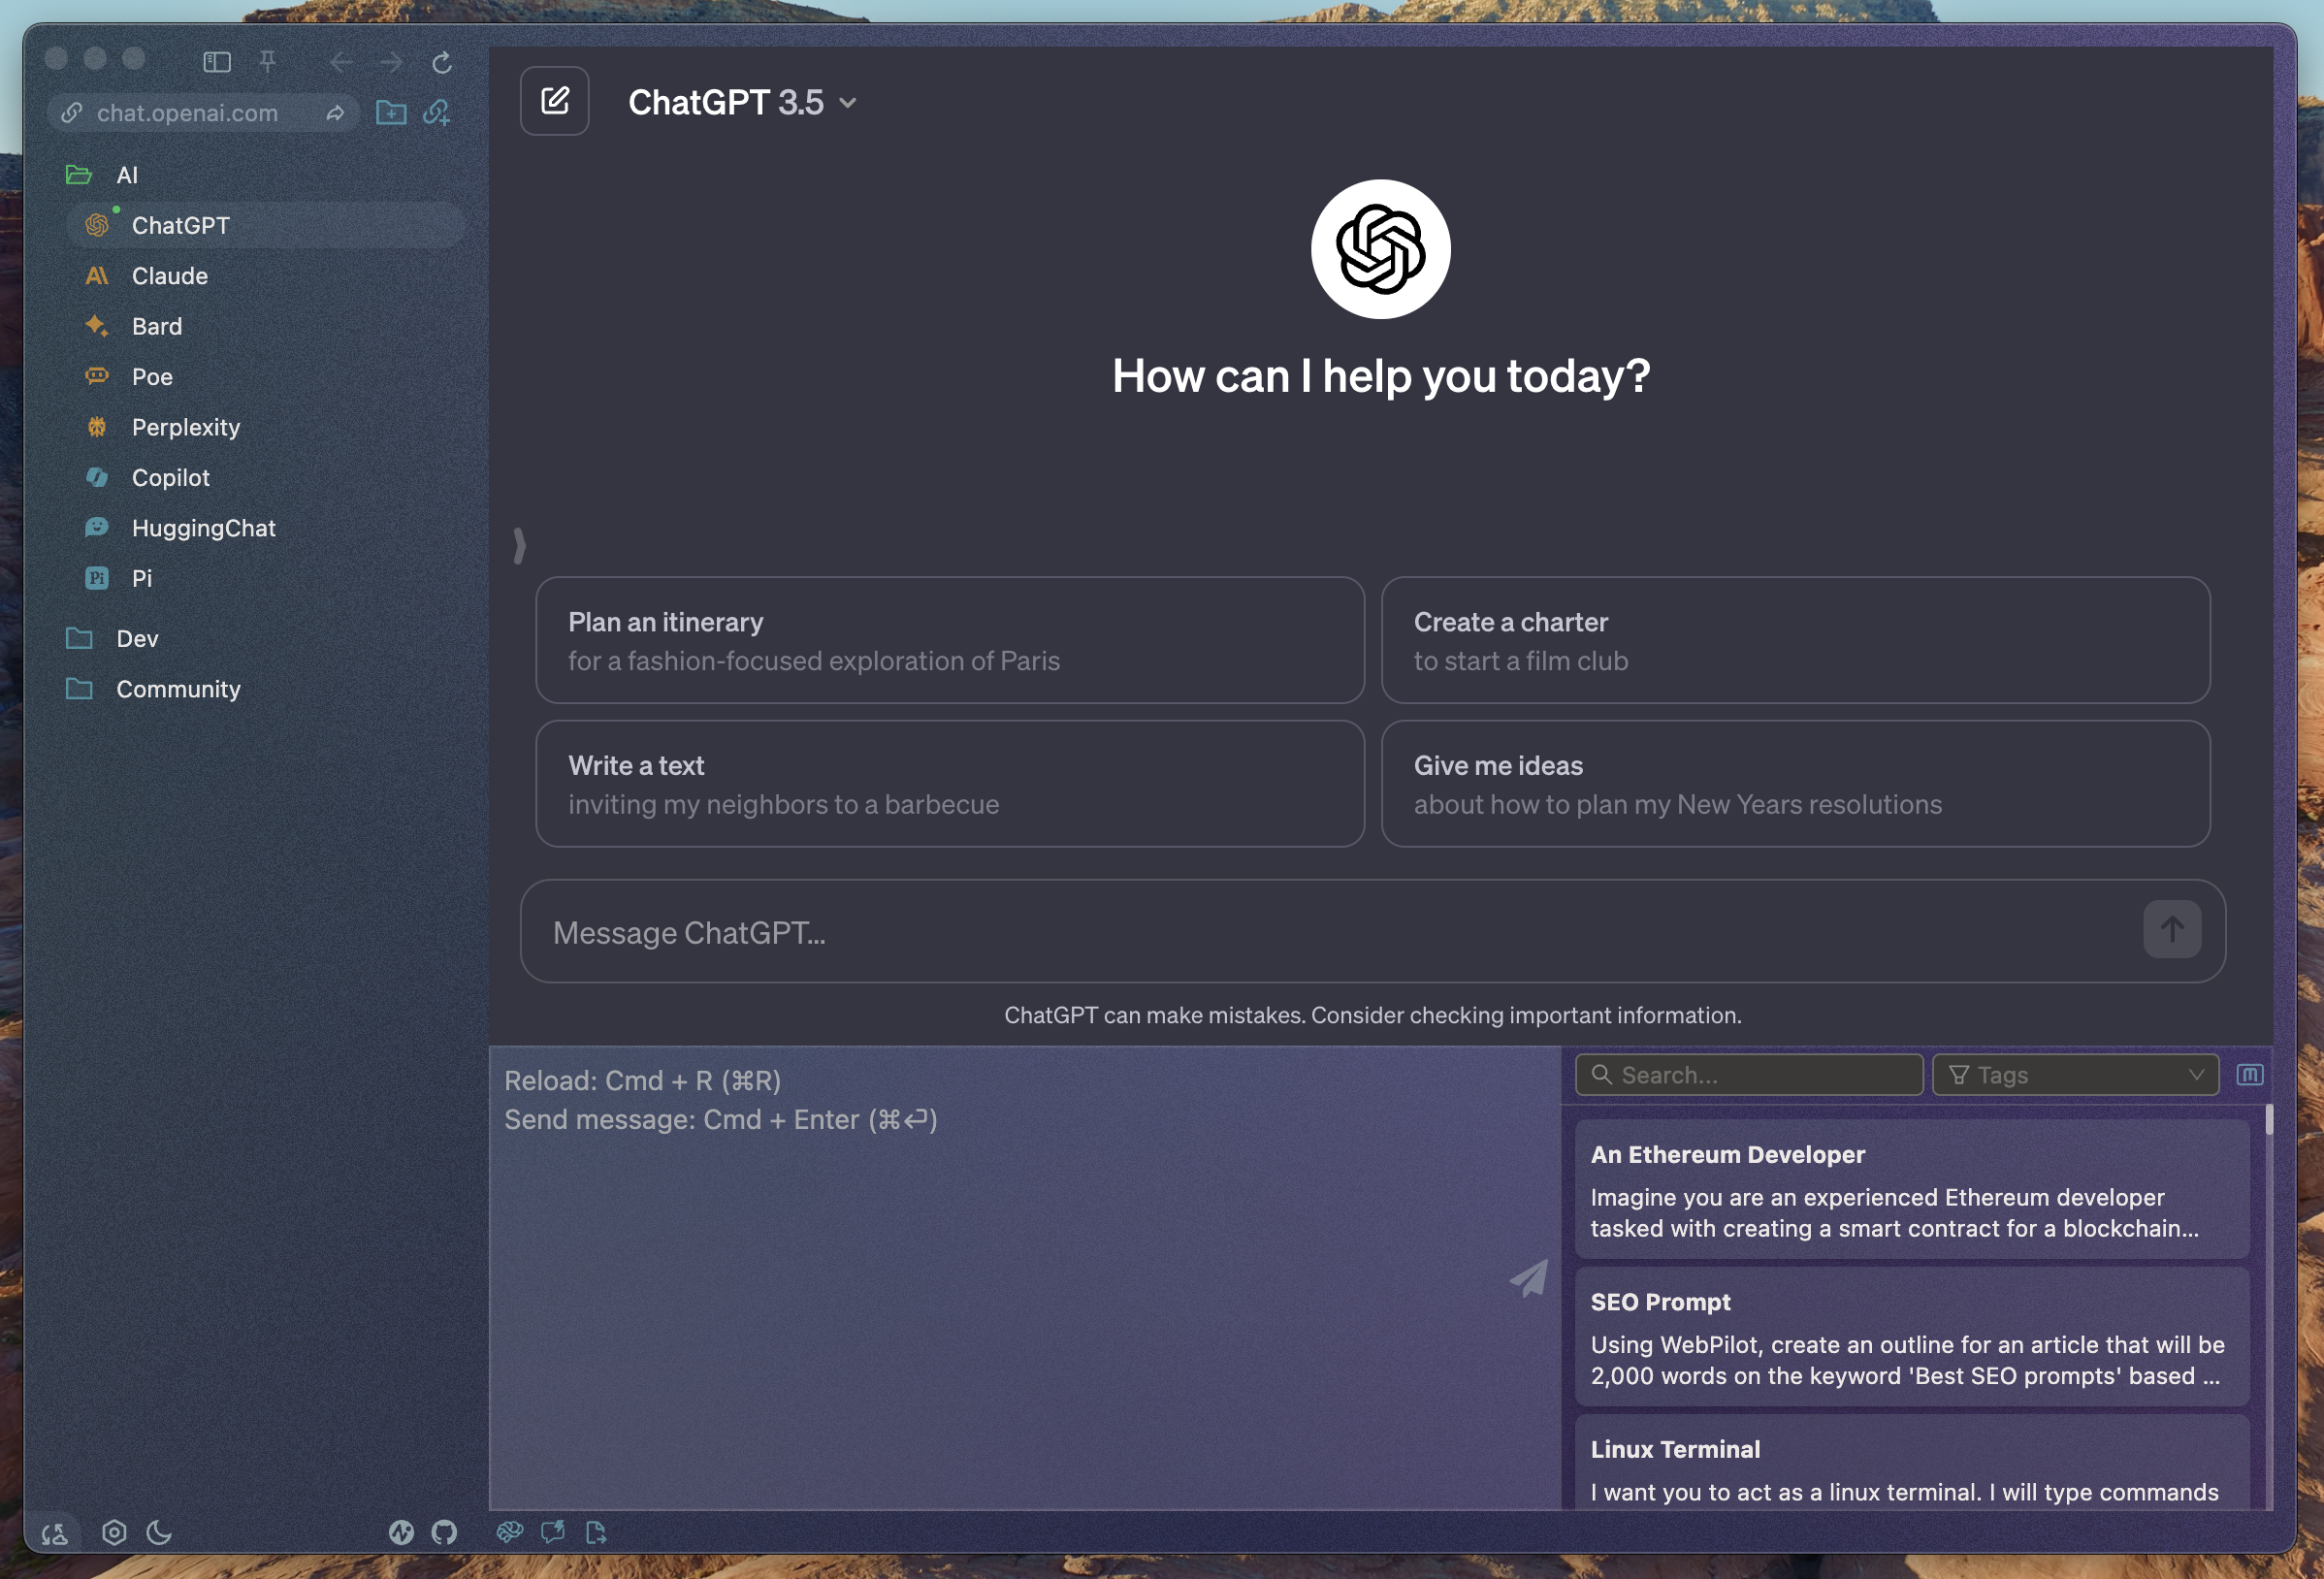 chat.openai.com
AI
ChatGPT
Claude
Bard
Poe
Perplexity
Copilot
HuggingChat
Pi
Pi
Dev
Community
ChatGPT 3.5
How can I help you today?
Plan an itinerary
for a fashion-focused exploration of Paris
Create a charter
to start a film club
Write a text
inviting my neighbors to a barbecue
Give me ideas
about how to plan my New Years resolutions
Message ChatGPT…
ChatGPT can make mistakes. Consider checking important information.
Reload: Cmd + R (⌘R)
Send message: Cmd + Enter (⌘⏎)
Search...
Tags
m
An Ethereum Developer
Imagine you are an experienced Ethereum developer
tasked with creating a smart contract for a blockchain...
SEO Prompt
Using WebPilot, create an outline for an article that will be
2,000 words on the keyword 'Best SEO prompts' based ...
Linux Terminal
I want you to act as a linux terminal. I will type commands